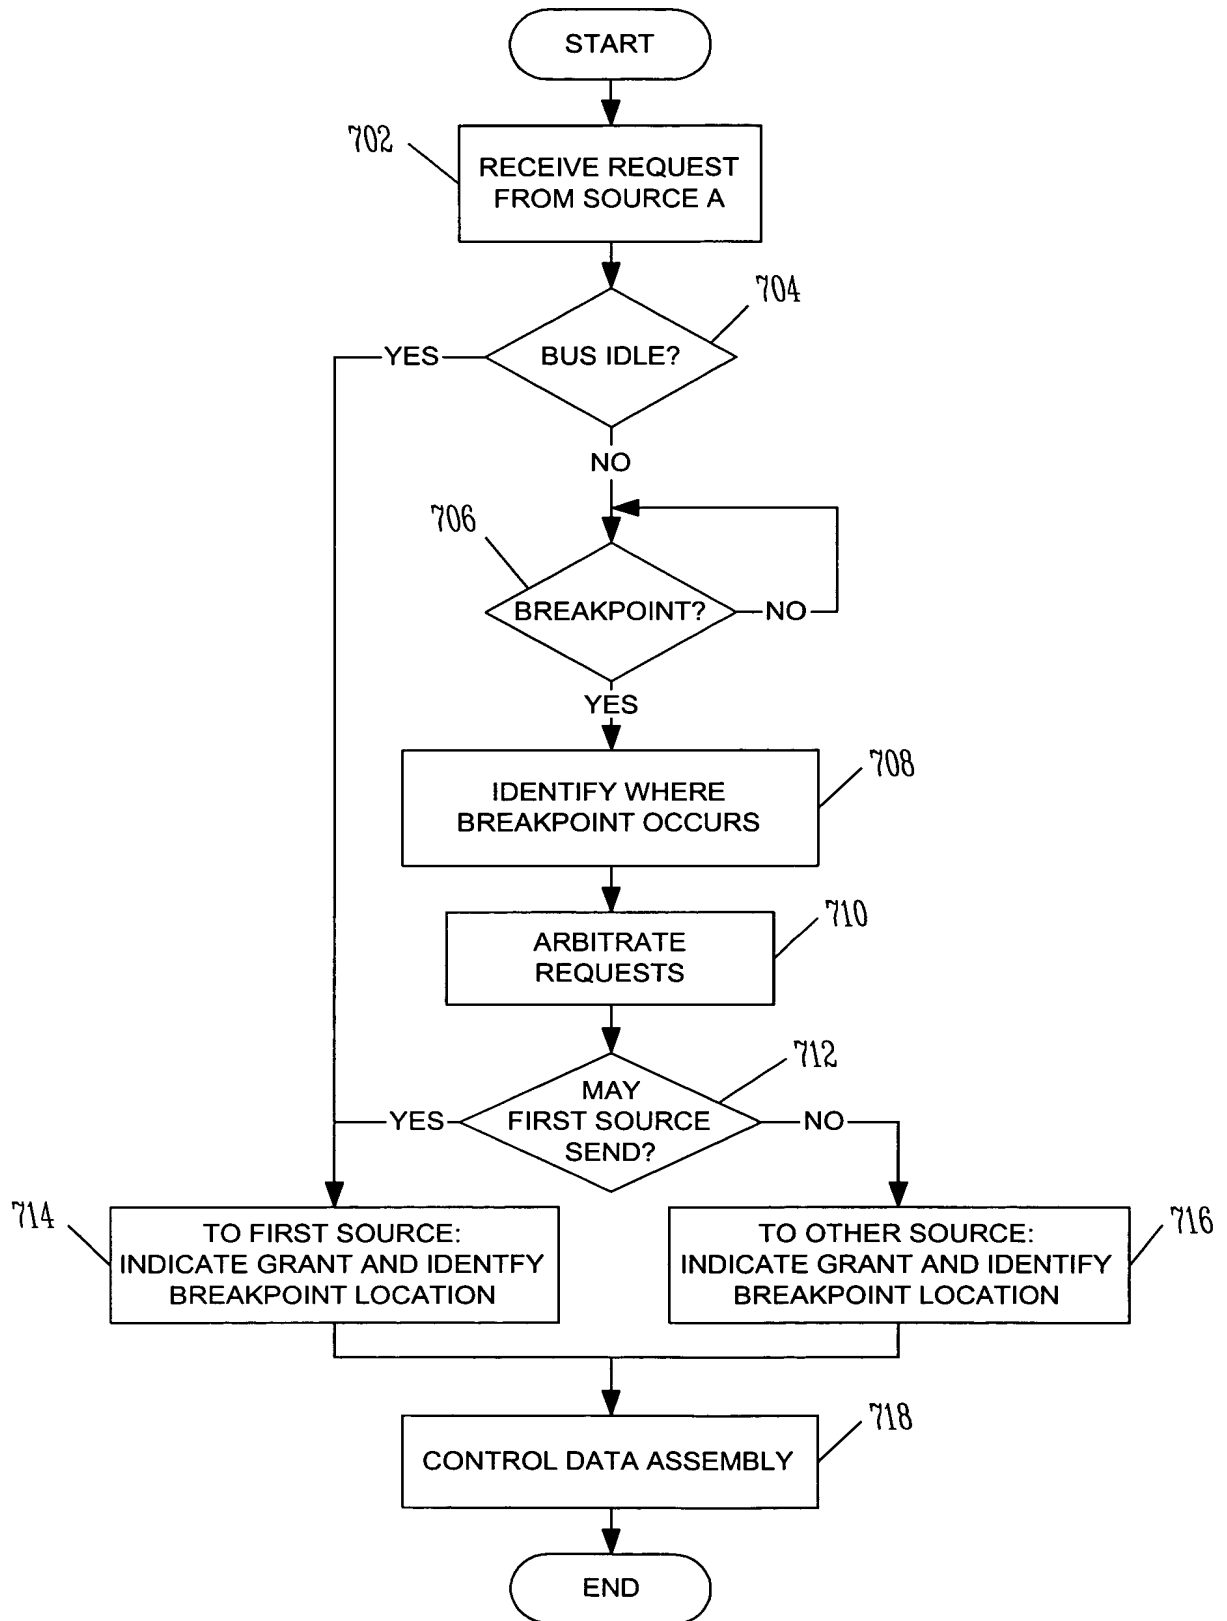 START
702
RECEIVE REQUEST
FROM SOURCE A
704
YES
BUS IDLE?
NO
706
BREAKPOINT?
NO
YES
708
IDENTIFY WHERE
BREAKPOINT OCCURS
710
ARBITRATE
REQUESTS
712
MAY
FIRST SOURCE
SEND?
YES
NO
714
TO FIRST SOURCE:
INDICATE GRANT AND IDENTFY
BREAKPOINT LOCATION
716
TO OTHER SOURCE:
INDICATE GRANT AND IDENTIFY
BREAKPOINT LOCATION
718
CONTROL DATA ASSEMBLY
END